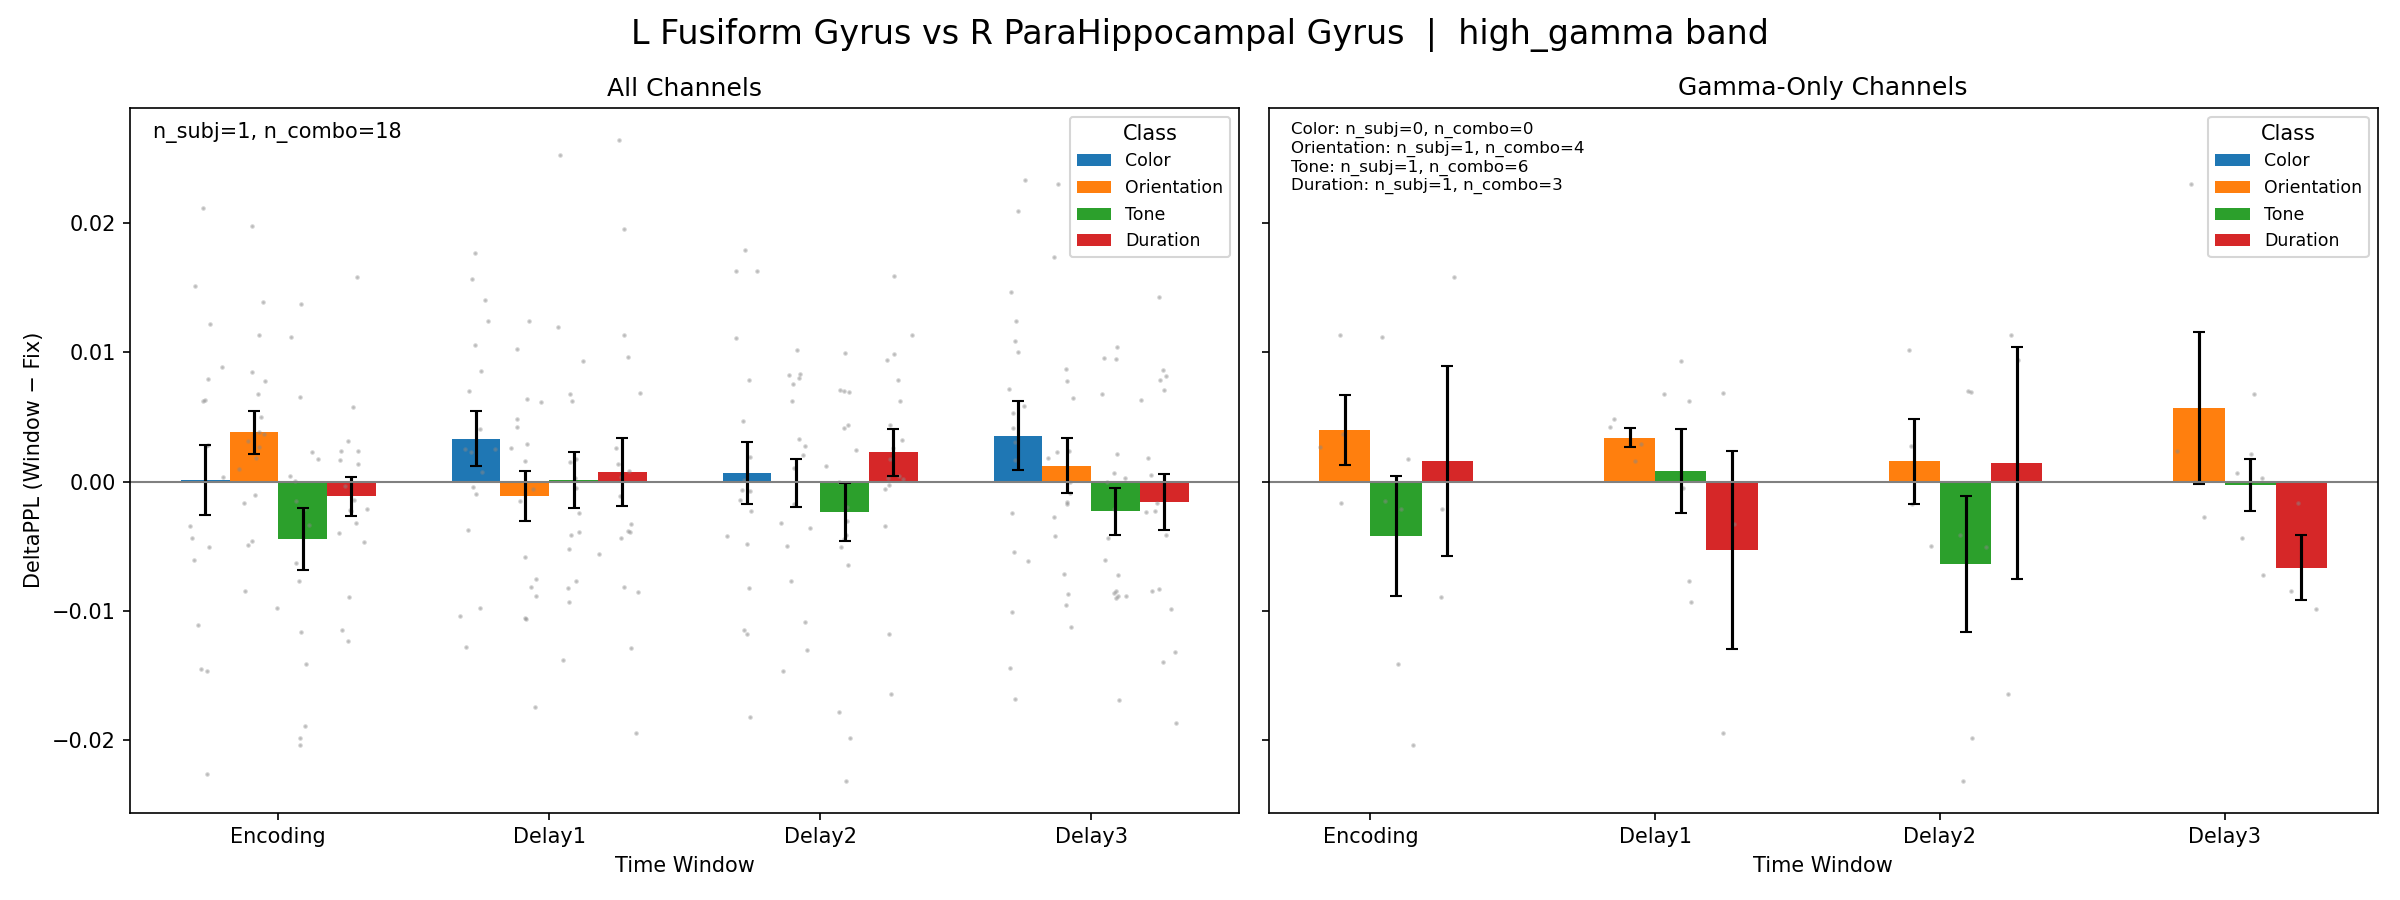 L Fusiform Gyrus vs R ParaHippocampal Gyrus | high_gamma band
All Channels
n_subj=1, n_combo=18
Class
Color
Orientation
Tone
Duration
DeltaPPL (Window − Fix)
0.02
0.01
0.00
−0.01
−0.02
Encoding
Delay1
Delay2
Delay3
Time Window
Gamma-Only Channels
Color: n_subj=0, n_combo=0
Orientation: n_subj=1, n_combo=4
Tone: n_subj=1, n_combo=6
Duration: n_subj=1, n_combo=3
Class
Color
Orientation
Tone
Duration
Encoding
Delay1
Delay2
Delay3
Time Window